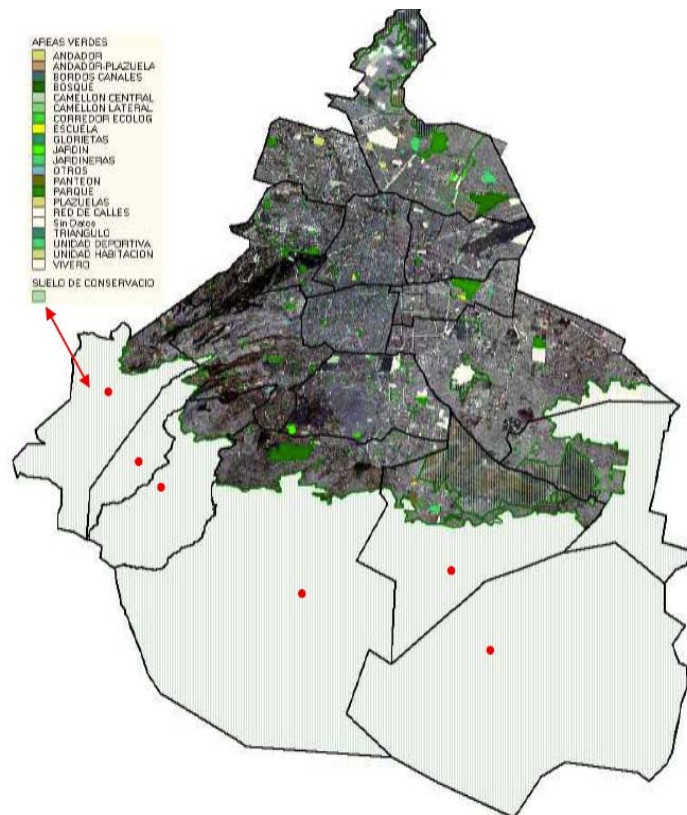 AREAS VERDES
ANDADOR
ANDADOR-PLAZUELA
BORDOS CANALES
BOSQUE
CAMELLON CENTRAL
CAMELLON LATERAL
CORREDOR ECOLOG
ESCUELA
GLORIETAS
JARDIN
JARDINERAS
OTROS
PANTEON
PARQUE
PLAZUELAS
RED DE CALLES
Sin Datos
TRIANGULO
UNIDAD DEPORTIVA
UNIDAD HABITACION
VIVERO
SUELO DE CONSERVACIO